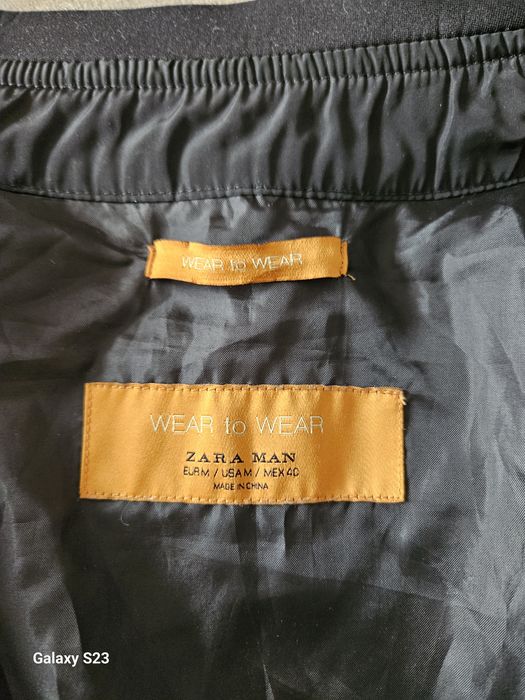 WEAR to WEAR
WEAR to WEAR
ZARA MAN
EUR M / USA M / MEX 40
MADE IN CHINA
Galaxy S23